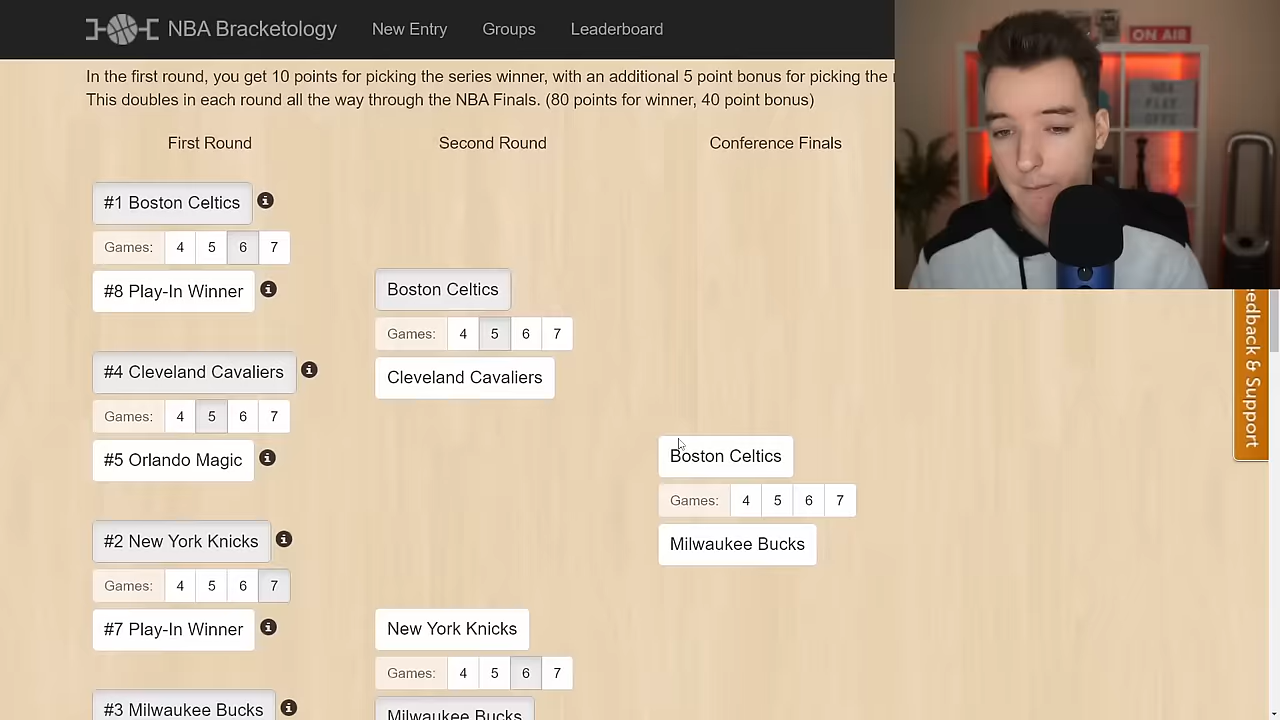 NBA Bracketology New Entry Groups Leaderboard
ON AIR
NBA
PLAY
OFFS
In the first round, you get 10 points for picking the series winner, with an additional 5 point bonus for picking the
This doubles in each round all the way through the NBA Finals. (80 points for winner, 40 point bonus)
First Round Second Round Conference Finals
#1 Boston Celtics
Games: 4 5 6 7
#8 Play-In Winner
#4 Cleveland Cavaliers
Games: 4 5 6 7
#5 Orlando Magic
#2 New York Knicks
Games: 4 5 6 7
#7 Play-In Winner
#3 Milwaukee Bucks
Boston Celtics
Games: 4 5 6 7
Cleveland Cavaliers
New York Knicks
Games: 4 5 6 7
Milwaukee Bucks
Boston Celtics
Games: 4 5 6 7
Milwaukee Bucks
edback & Support